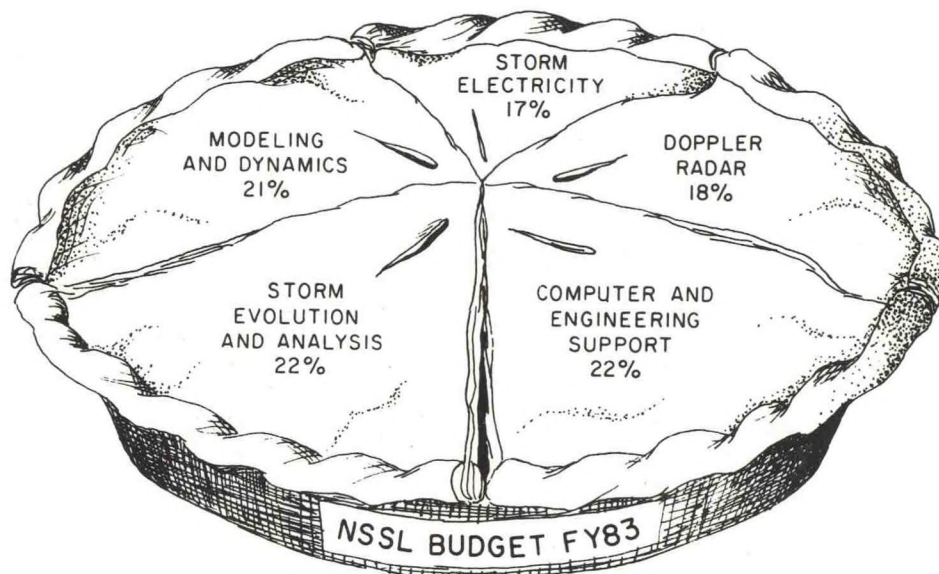 STORM
ELECTRICITY
17%
MODELING
AND DYNAMICS
21%
DOPPLER
RADAR
18%
STORM
EVOLUTION
AND ANALYSIS
22%
COMPUTER AND
ENGINEERING
SUPPORT
22%
NSSL BUDGET FY83